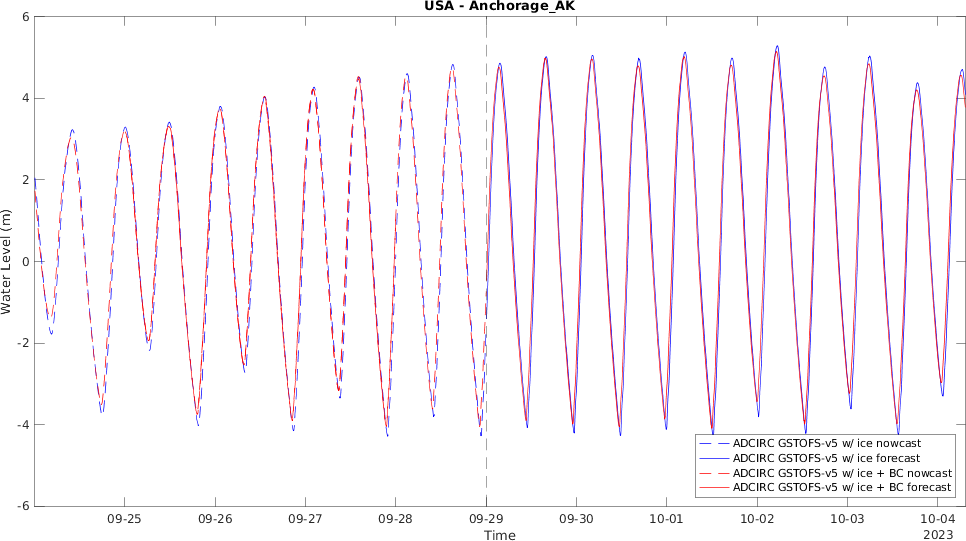 USA - Anchorage_AK
6
4
2
0
-2
-4
-6
Water Level (m)
ADCIRC GSTOFS-v5 w/ ice nowcast
ADCIRC GSTOFS-v5 w/ ice forecast
ADCIRC GSTOFS-v5 w/ ice + BC nowcast
ADCIRC GSTOFS-v5 w/ ice + BC forecast
09-25 09-26 09-27 09-28 09-29 09-30 10-01 10-02 10-03 10-04
Time 2023